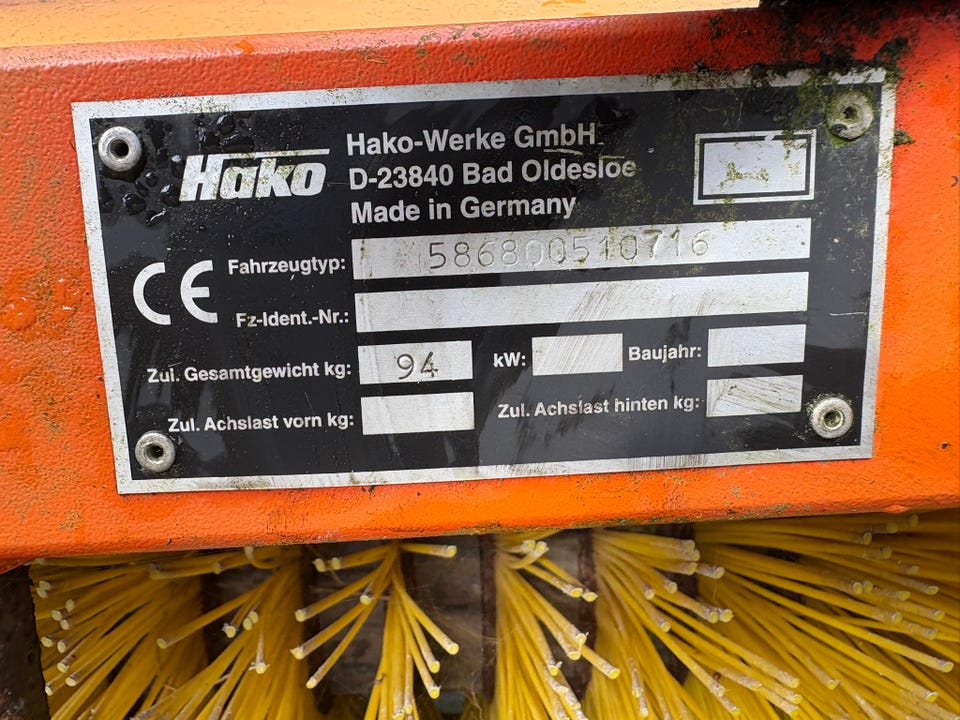 Hako
Hako-Werke GmbH
D-23840 Bad Oldesloe
Made in Germany
CE
Fahrzeugtyp: 586800510716
Fz-Ident.-Nr.:
Zul. Gesamtgewicht kg: 94 kW: Baujahr:
Zul. Achslast vorn kg: Zul. Achslast hinten kg: